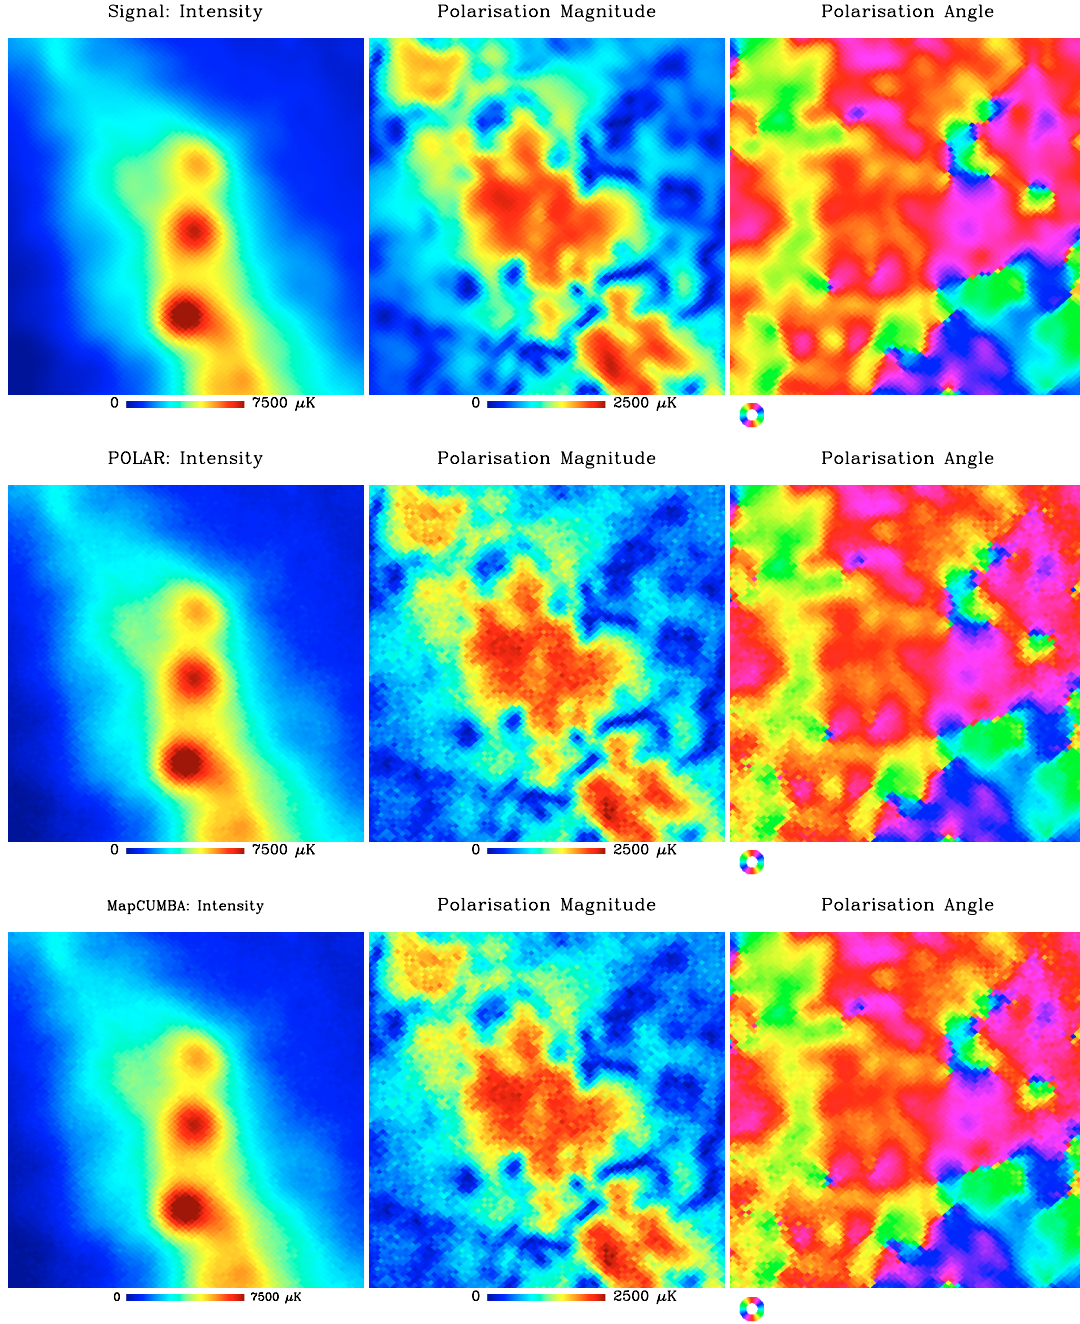 Signal: Intensity Polarisation Magnitude Polarisation Angle
0 7500 μK 0 2500 μK
POLAR: Intensity Polarisation Magnitude Polarisation Angle
0 7500 μK 0 2500 μK
MapCUMBA: Intensity Polarisation Magnitude Polarisation Angle
0 7500 μK 0 2500 μK